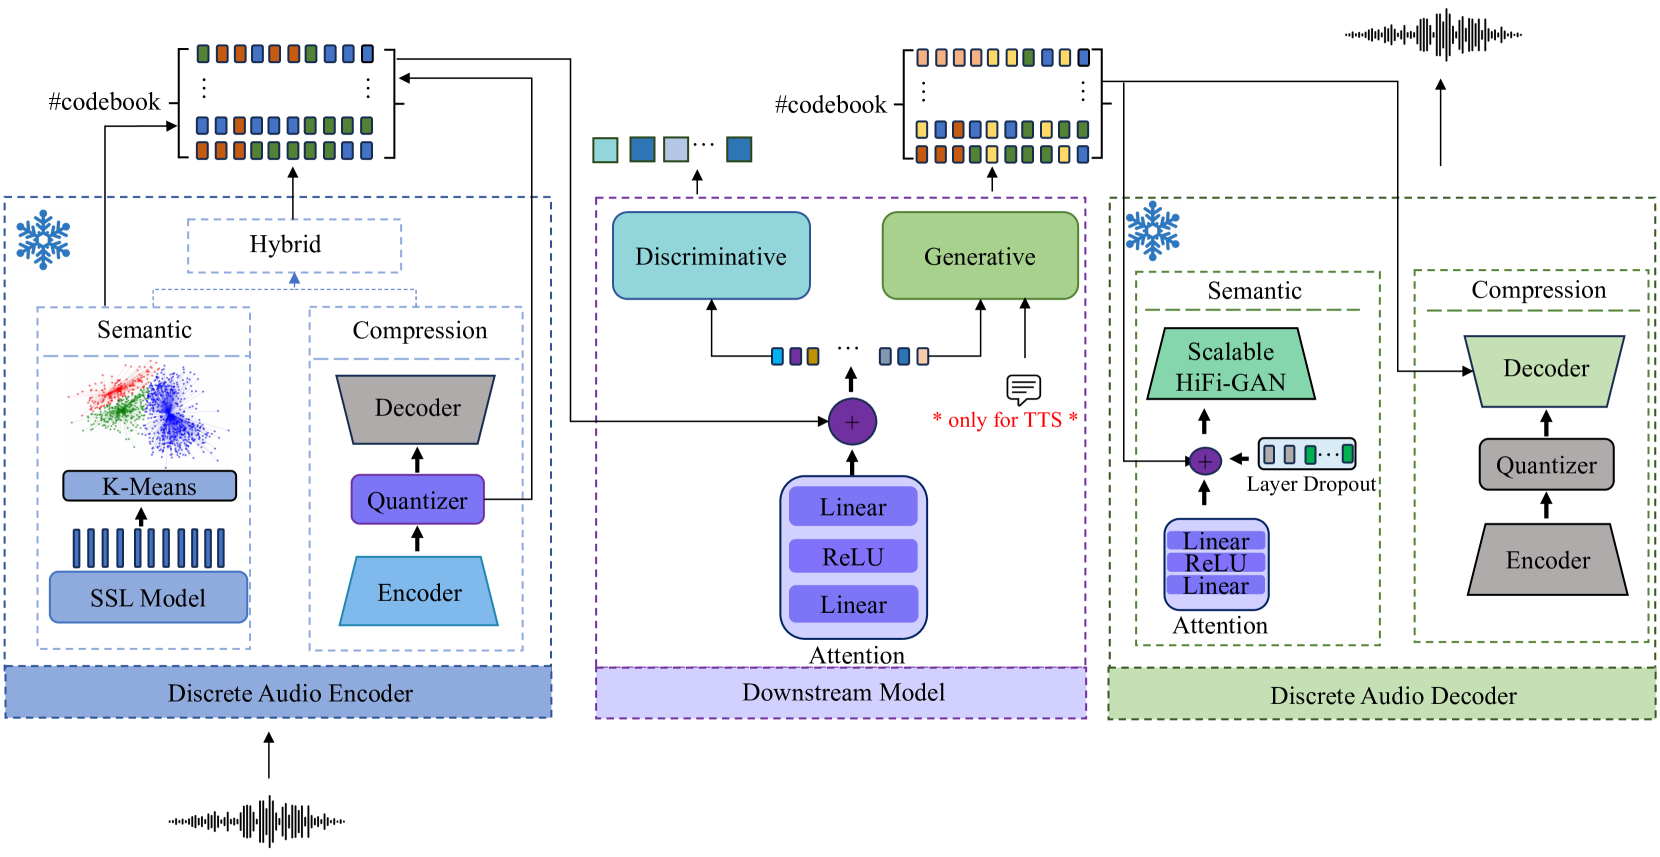 #codebook
Hybrid
Semantic
Compression
Decoder
K-Means
Quantizer
SSL Model
Encoder
Discrete Audio Encoder
#codebook
Discriminative
Generative
* only for TTS *
+
Linear
ReLU
Linear
Attention
Downstream Model
Semantic
Compression
Scalable
HiFi-GAN
Decoder
+
Layer Dropout
Quantizer
Linear
ReLU
Linear
Encoder
Attention
Discrete Audio Decoder